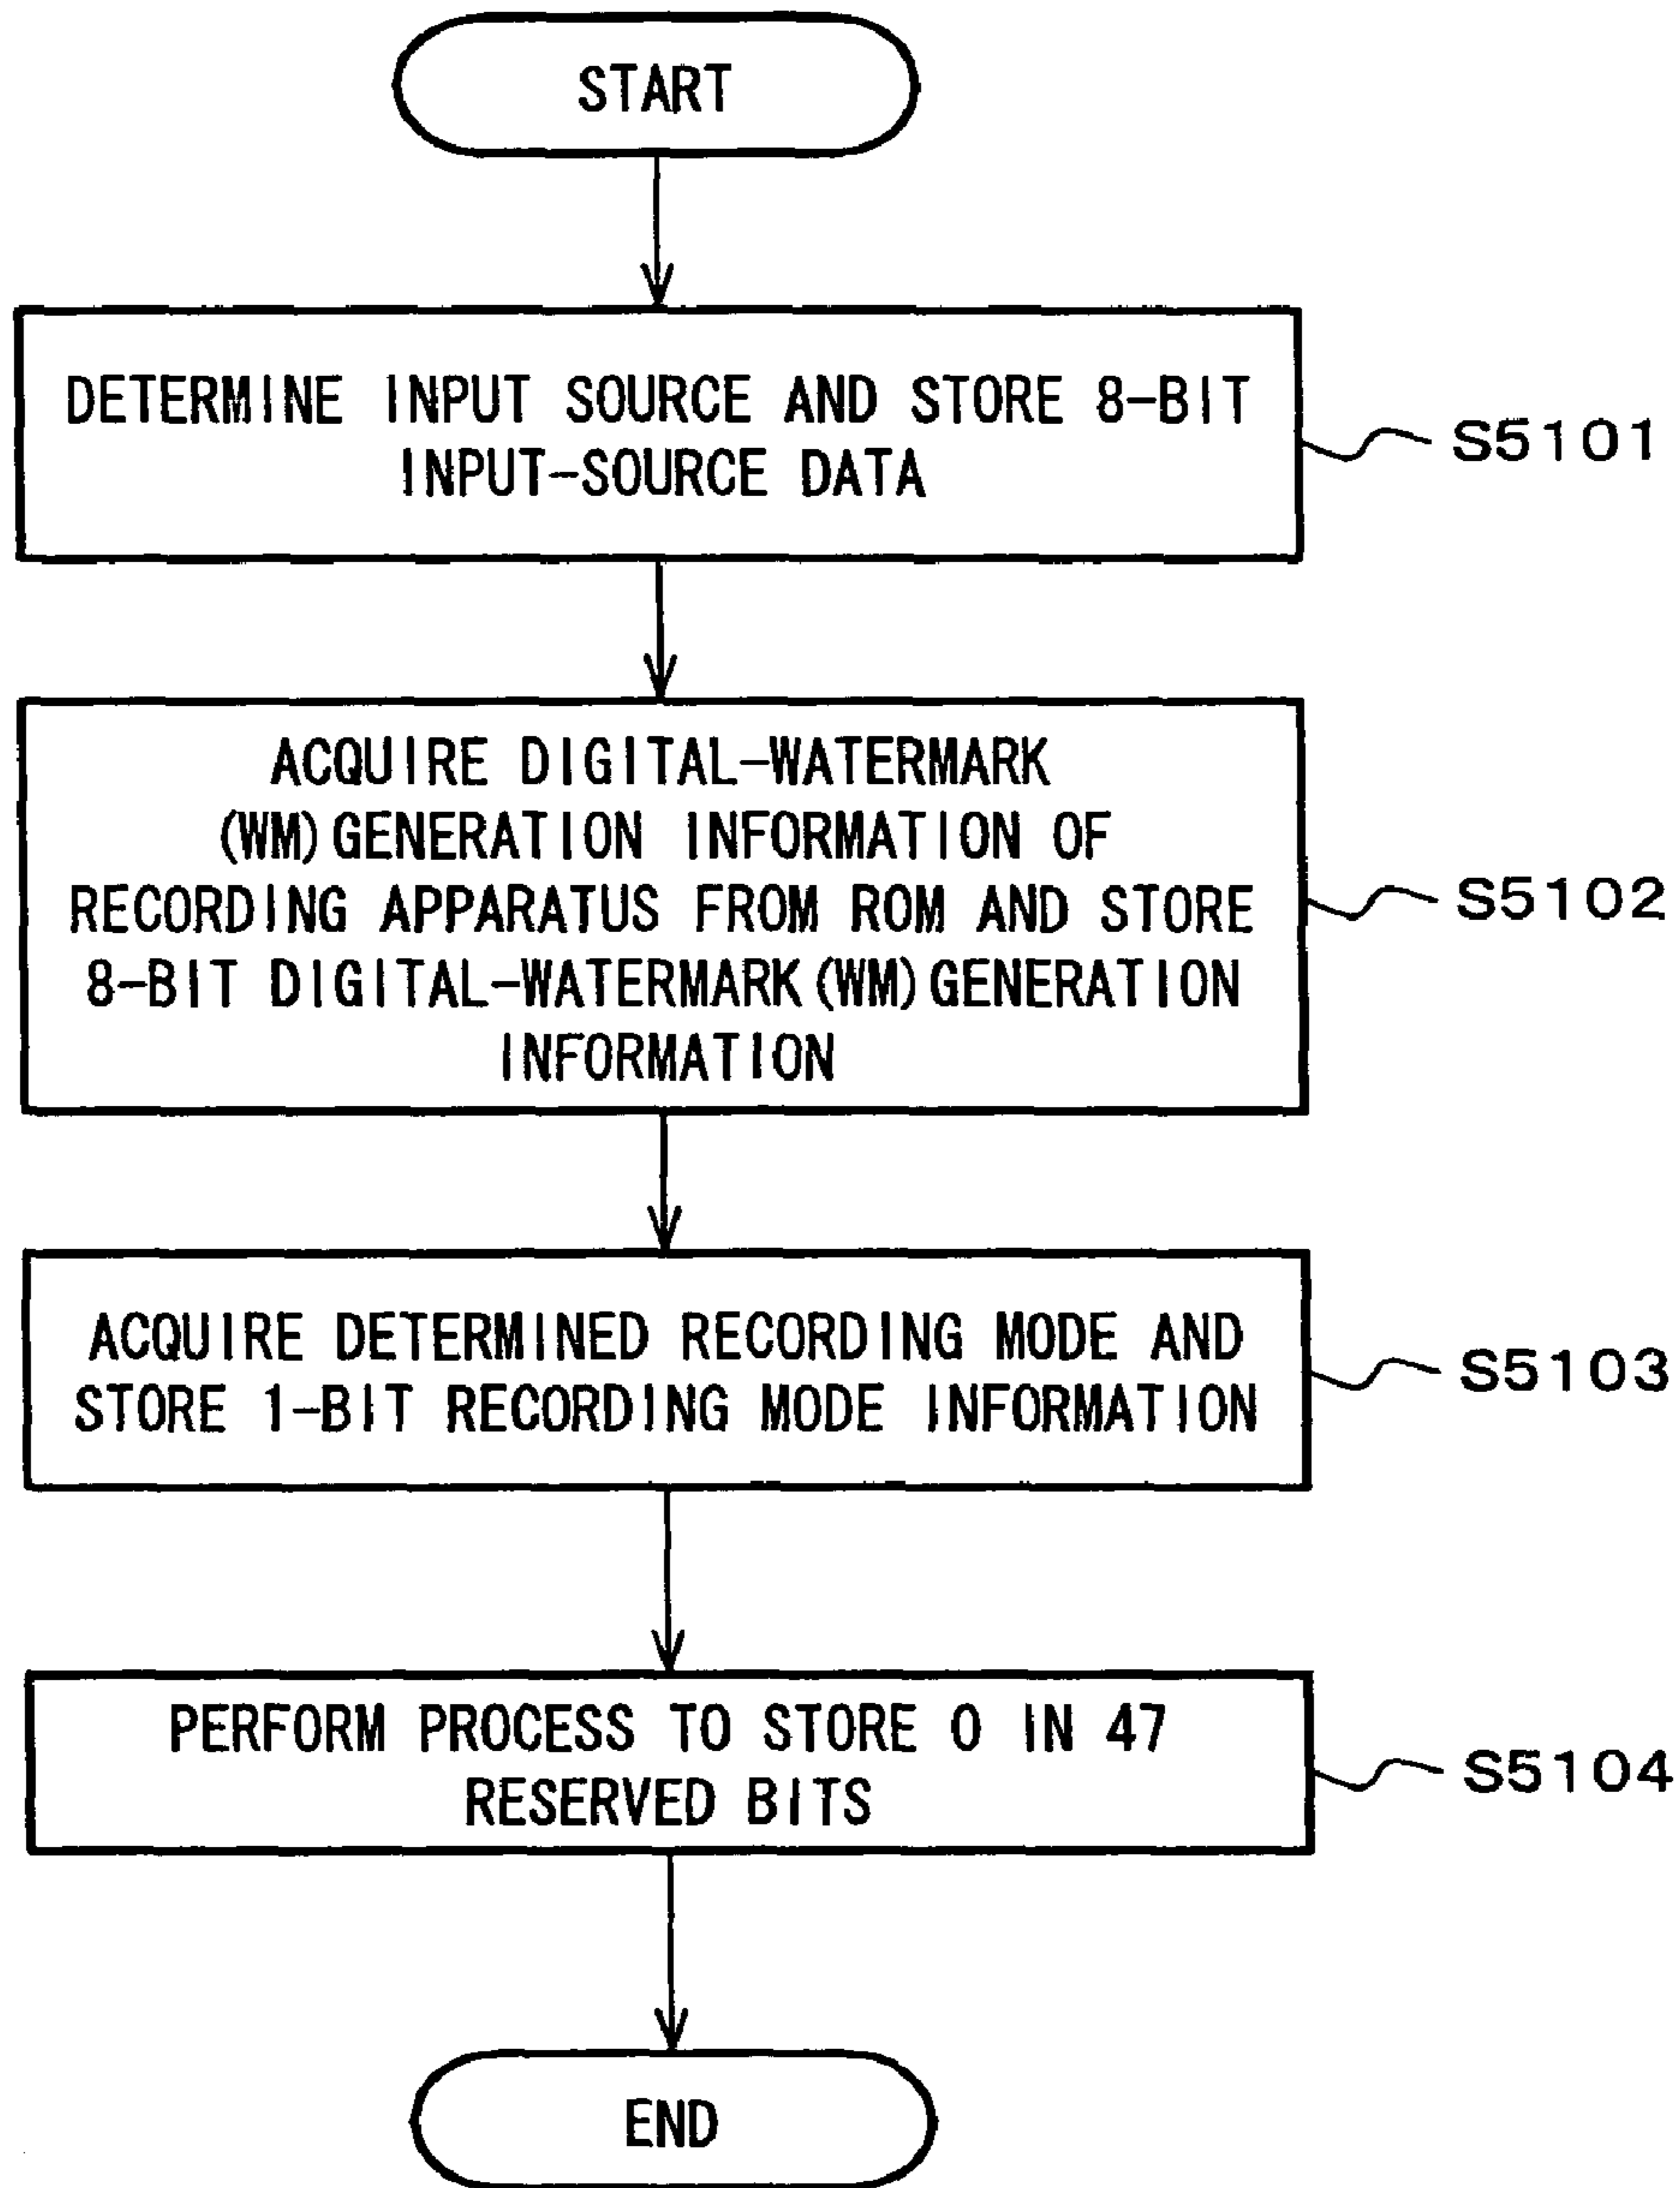 START
DETERMINE INPUT SOURCE AND STORE 8-BIT
INPUT-SOURCE DATA
S5101
ACQUIRE DIGITAL-WATERMARK
(WM)GENERATION INFORMATION OF
RECORDING APPARATUS FROM ROM AND STORE
8-BIT DIGITAL-WATERMARK(WM)GENERATION
INFORMATION
S5102
ACQUIRE DETERMINED RECORDING MODE AND
STORE 1-BIT RECORDING MODE INFORMATION
S5103
PERFORM PROCESS TO STORE 0 IN 47
RESERVED BITS
S5104
END